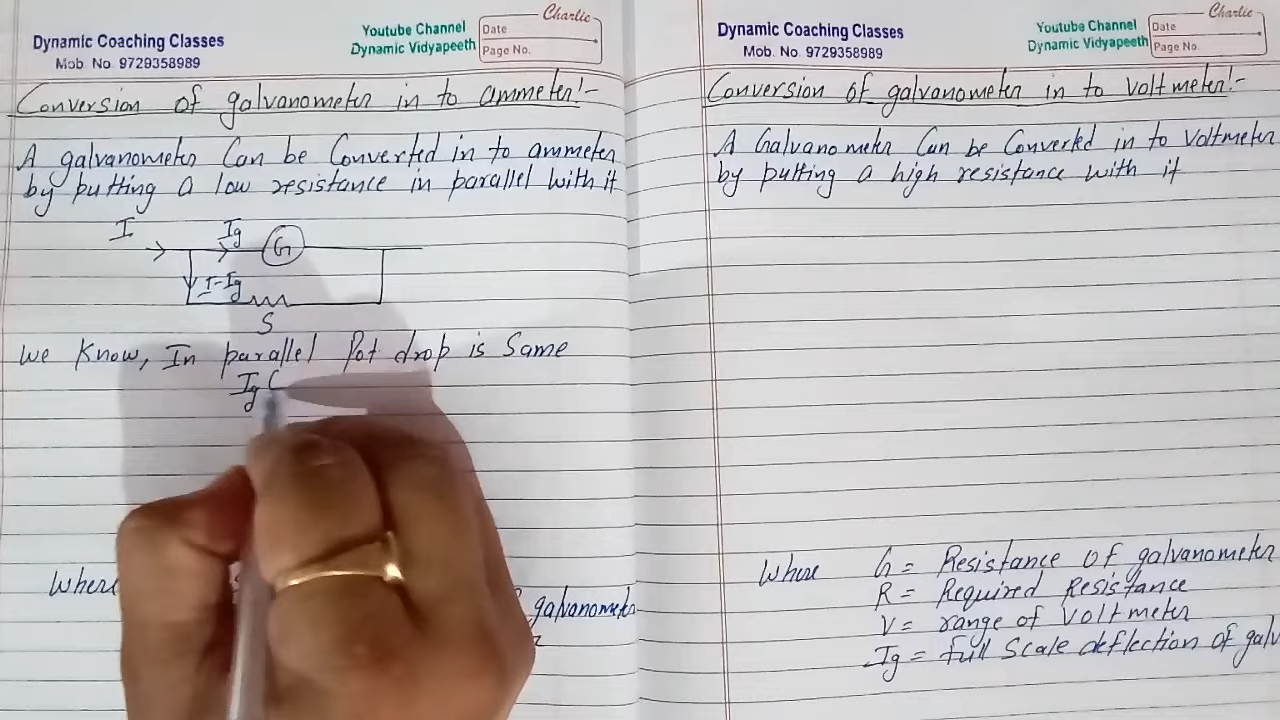 Dynamic Coaching Classes
Mob. No. 9729358989
Youtube Channel
Dynamic Vidyapeeth
Charlie
Date
Page No.
Conversion of galvanometer in to ammeter!-
A galvanometer Can be Converted in to ammeter
by putting a low resistance in parallel with it
I
Ig
G
I-Ig
S
We Know, In parallel Pot drop is Same
Ig
Where
galvanometer
Dynamic Coaching Classes
Mob. No. 9729358989
Youtube Channel
Dynamic Vidyapeeth
Charlie
Date
Page No.
Conversion of galvanometer in to voltmeter!-
A Galvanometer Can be Converted in to Voltmeter
by putting a high resistance with it
Where G = Resistance of galvanometer
R = Required Resistance
V = range of Voltmeter
Ig = full Scale deflection of galv